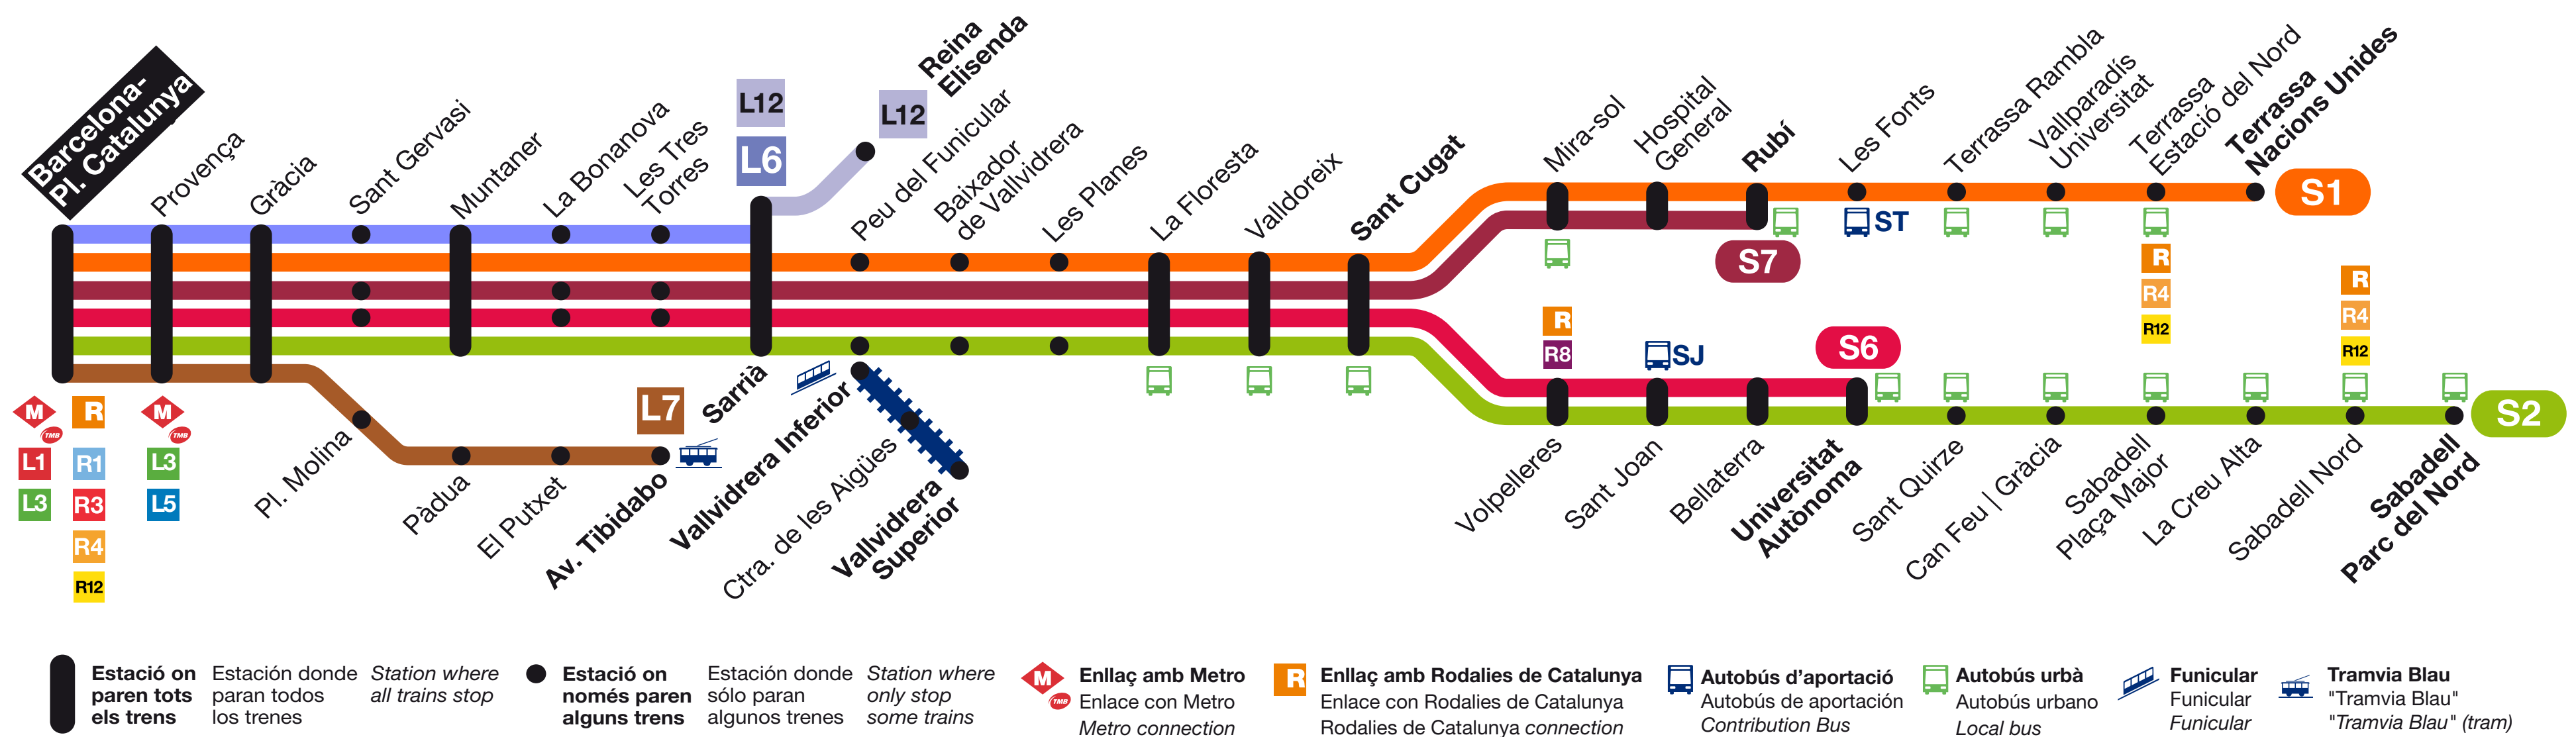 Barcelona-
Pl. Catalunya
Provença
Gràcia
Sant Gervasi
Muntaner
La Bonanova
Les Tres
Torres
L12
L6
Reina
Elisenda
L12
Peu del Funicular
Baixador
de Vallvidrera
Les Planes
La Floresta
Valldoreix
Sant Cugat
Mira-sol
Hospital
General
Rubí
Les Fonts
Terrassa Rambla
Vallparadís
Universitat
Terrassa
Estació del Nord
Terrassa
Nacions Unides
S1
ST
S7
R
R4
R12
R
R4
R12
R
R8
SJ
S6
S2
M
TMB
L1
L3
R
R1
R3
R4
R12
M
TMB
L3
L5
Pl. Molina
Pàdua
El Putxet
Av. Tibidabo
L7
Sarrià
Vallvidrera Inferior
Ctra. de les Aigües
Vallvidrera
Superior
Volpelleres
Sant Joan
Bellaterra
Universitat
Autònoma
Sant Quirze
Can Feu | Gràcia
Sabadell
Plaça Major
La Creu Alta
Sabadell Nord
Sabadell
Parc del Nord
Estació on
paren tots
els trens
Estación donde
paran todos
los trenes
Station where
all trains stop
Estació on
només paren
alguns trens
Estación donde
sólo paran
algunos trenes
Station where
only stop
some trains
M
TMB
Enllaç amb Metro
Enlace con Metro
Metro connection
R
Enllaç amb Rodalies de Catalunya
Enlace con Rodalies de Catalunya
Rodalies de Catalunya connection
Autobús d'aportació
Autobús de aportación
Contribution Bus
Autobús urbà
Autobús urbano
Local bus
Funicular
Funicular
Funicular
Tramvia Blau
"Tramvia Blau"
"Tramvia Blau" (tram)